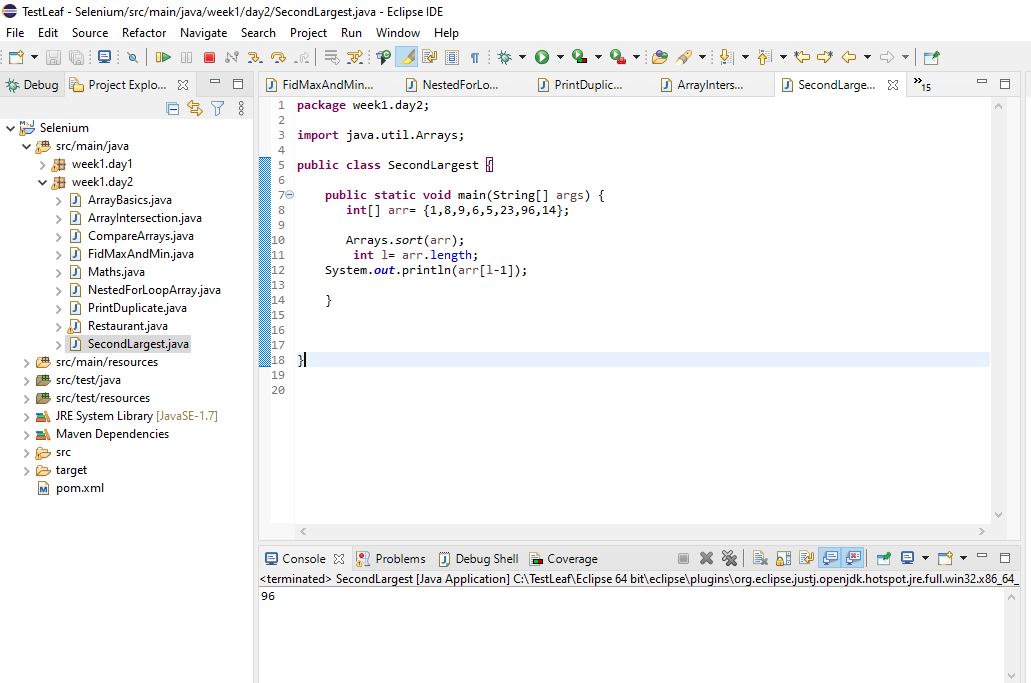 TestLeaf - Selenium/src/main/java/week1/day2/SecondLargest.java - Eclipse IDE
File Edit Source Refactor Navigate Search Project Run Window Help
Debug Project Explo... FidMaxAndMin... NestedForLo... PrintDuplic... ArrayInters... SecondLarge... »15
Selenium
src/main/java
week1.day1
week1.day2
ArrayBasics.java
ArrayIntersection.java
CompareArrays.java
FidMaxAndMin.java
Maths.java
NestedForLoopArray.java
PrintDuplicate.java
Restaurant.java
SecondLargest.java
src/main/resources
src/test/java
src/test/resources
JRE System Library [JavaSE-1.7]
Maven Dependencies
src
target
pom.xml
1 package week1.day2;
2
3 import java.util.Arrays;
4
5 public class SecondLargest {
6
7 public static void main(String[] args) {
8 int[] arr= {1,8,9,6,5,23,96,14};
9
10 Arrays.sort(arr);
11 int l= arr.length;
12 System.out.println(arr[l-1]);
13
14 }
15
16
17
18 }
19
20
Console Problems Debug Shell Coverage
<terminated> SecondLargest [Java Application] C:\TestLeaf\Eclipse 64 bit\eclipse\plugins\org.eclipse.justj.openjdk.hotspot.jre.full.win32.x86_64_
96